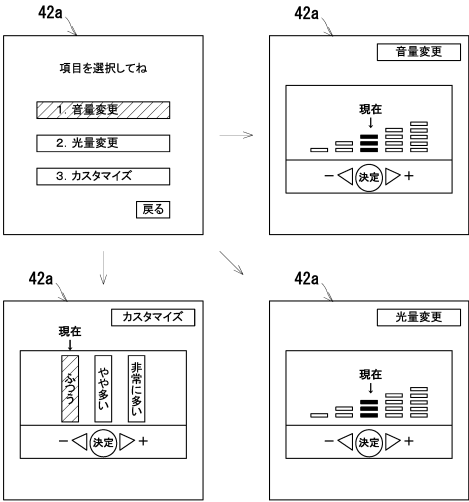 42a
項目を選択してね
1. 音量変更
2. 光量変更
3. カスタマイズ
戻る
42a
音量変更
現在
↓
− 決定 +
42a
カスタマイズ
現在
↓
ふつう
やや多い
非常に多い
− 決定 +
42a
光量変更
現在
↓
− 決定 +